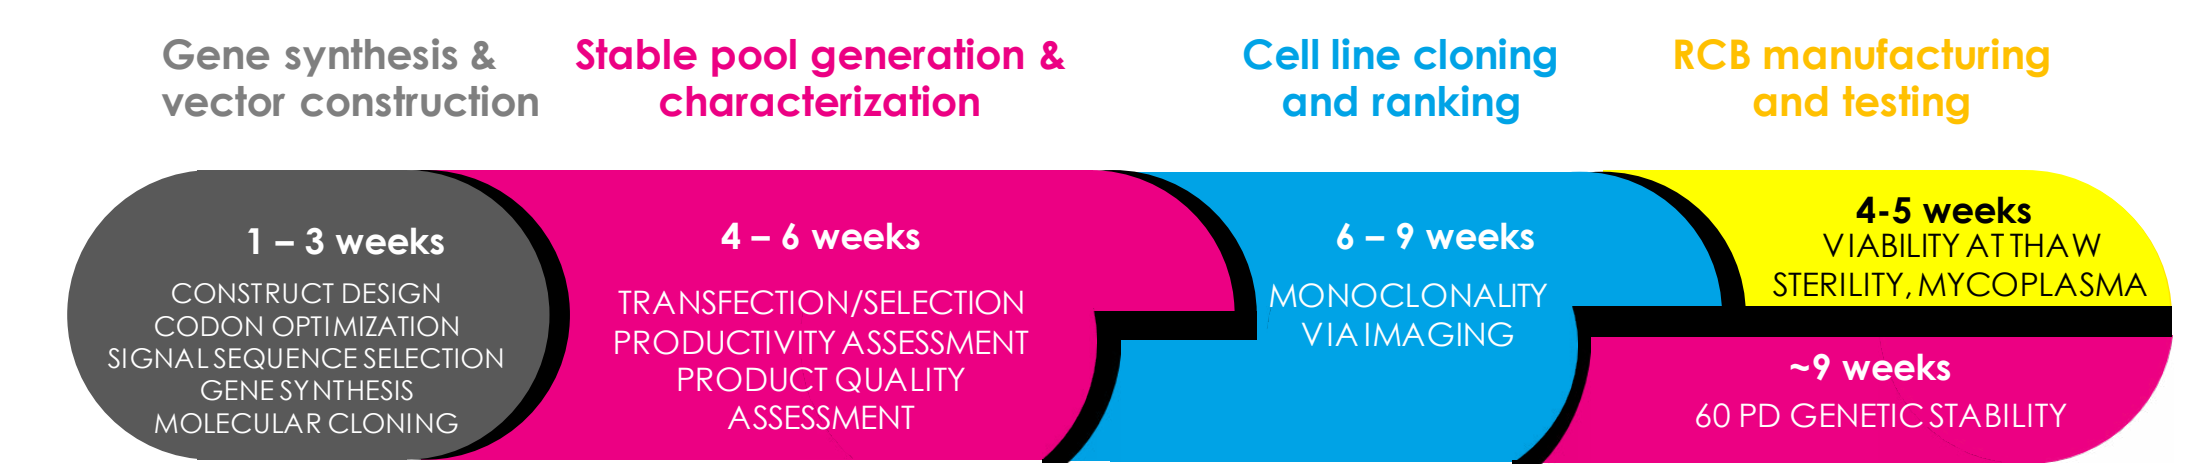 Gene synthesis &
vector construction
Stable pool generation &
characterization
Cell line cloning
and ranking
RCB manufacturing
and testing
1 – 3 weeks
CONSTRUCT DESIGN
CODON OPTIMIZATION
SIGNAL SEQUENCE SELECTION
GENE SYNTHESIS
MOLECULAR CLONING
4 – 6 weeks
TRANSFECTION/SELECTION
PRODUCTIVITY ASSESSMENT
PRODUCT QUALITY
ASSESSMENT
6 – 9 weeks
MONOCLONALITY
VIA IMAGING
4-5 weeks
VIABILITY AT THAW
STERILITY, MYCOPLASMA
~9 weeks
60 PD GENETIC STABILITY